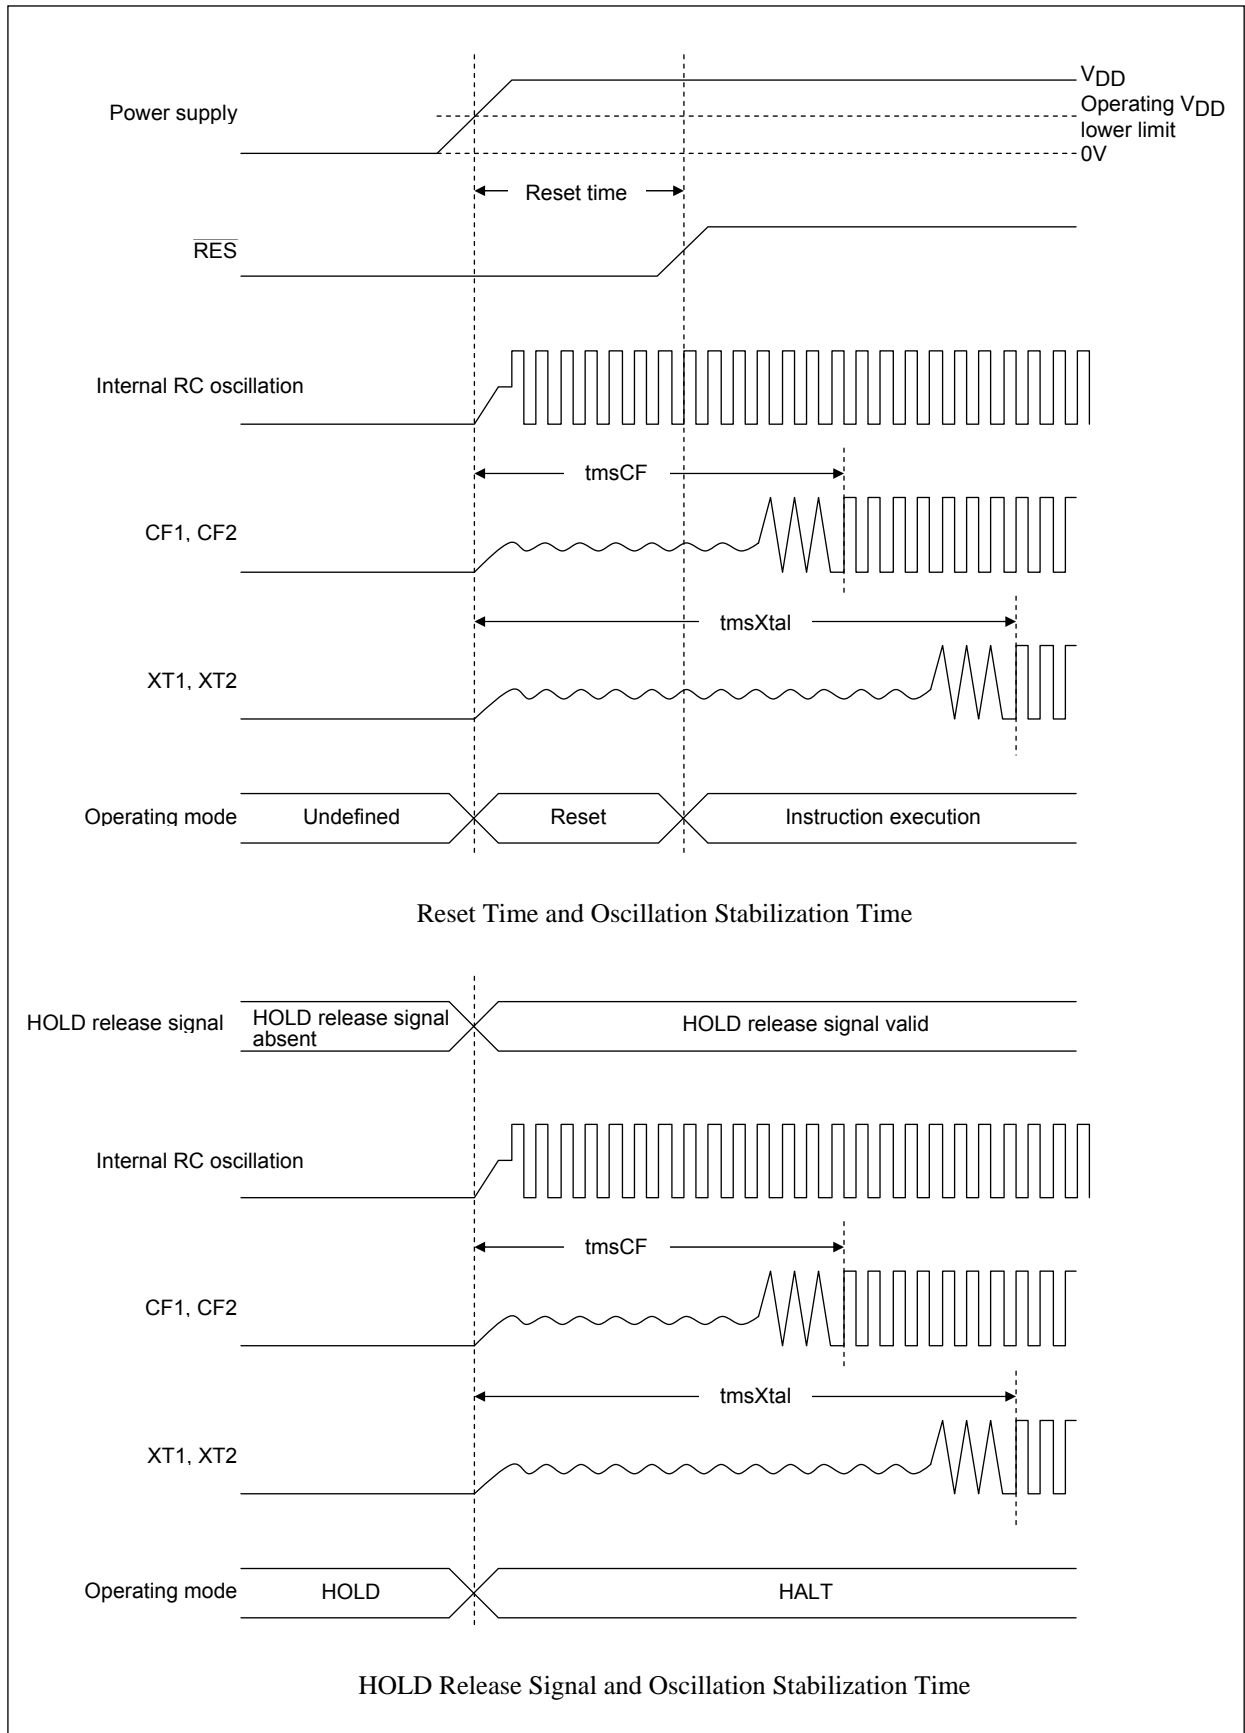 VDD
Power supply
Operating VDD
lower limit
0V
Reset time
RES
Internal RC oscillation
tmsCF
CF1, CF2
tmsXtal
XT1, XT2
Operating mode
Undefined
Reset
Instruction execution
Reset Time and Oscillation Stabilization Time
HOLD release signal
HOLD release signal
absent
HOLD release signal valid
Internal RC oscillation
tmsCF
CF1, CF2
tmsXtal
XT1, XT2
Operating mode
HOLD
HALT
HOLD Release Signal and Oscillation Stabilization Time